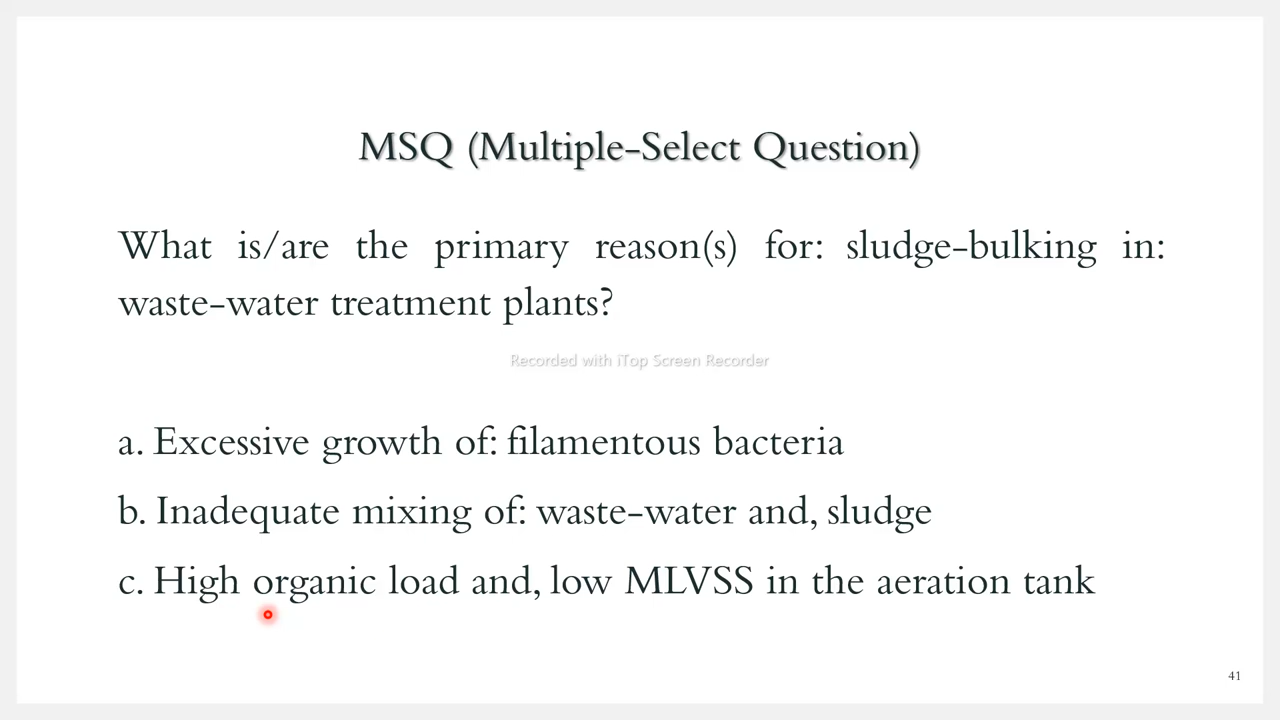 MSQ (Multiple-Select Question)
What is/are the primary reason(s) for: sludge-bulking in:
waste-water treatment plants?
Recorded with iTop Screen Recorder
a. Excessive growth of: filamentous bacteria
b. Inadequate mixing of: waste-water and, sludge
c. High organic load and, low MLVSS in the aeration tank
41